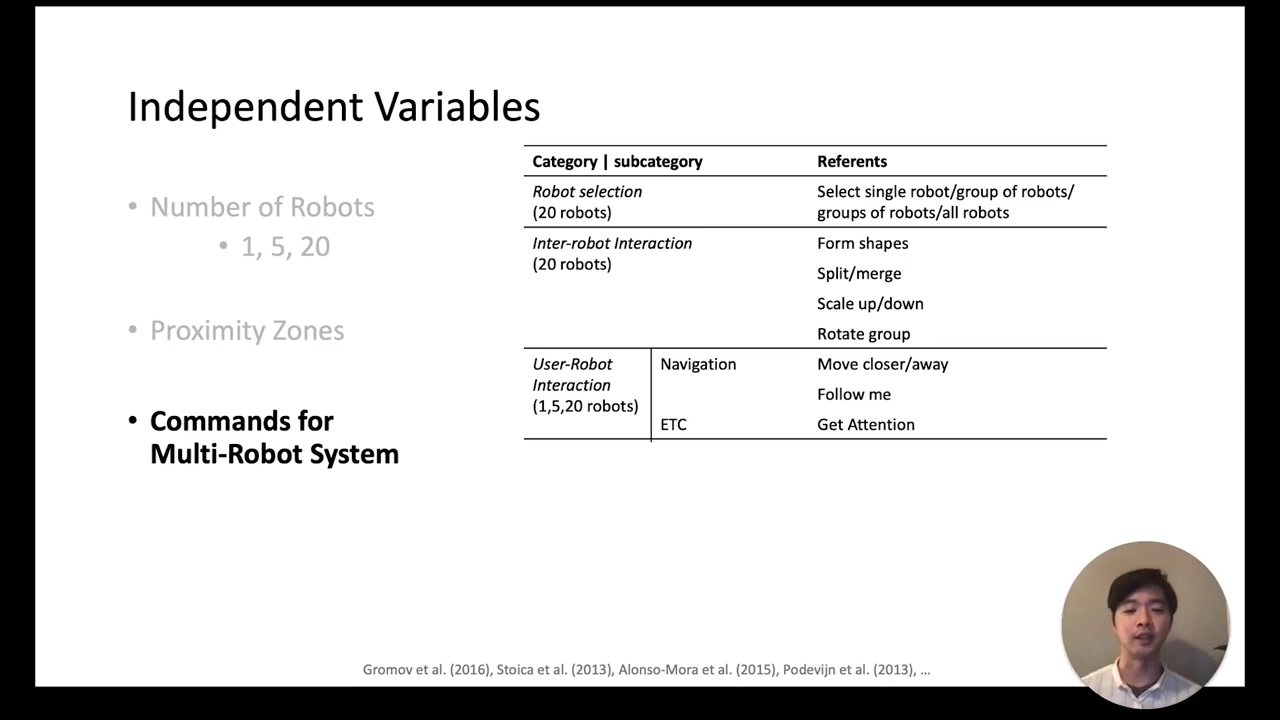 Independent Variables
• Number of Robots
• 1, 5, 20
• Proximity Zones
• Commands for
Multi-Robot System
Category | subcategory Referents
Robot selection Select single robot/group of robots/
(20 robots) groups of robots/all robots
Inter-robot Interaction Form shapes
(20 robots)
Split/merge
Scale up/down
Rotate group
User-Robot Navigation Move closer/away
Interaction
Follow me
(1,5,20 robots)
ETC Get Attention
Gromov et al. (2016), Stoica et al. (2013), Alonso-Mora et al. (2015), Podevijn et al. (2013), ...